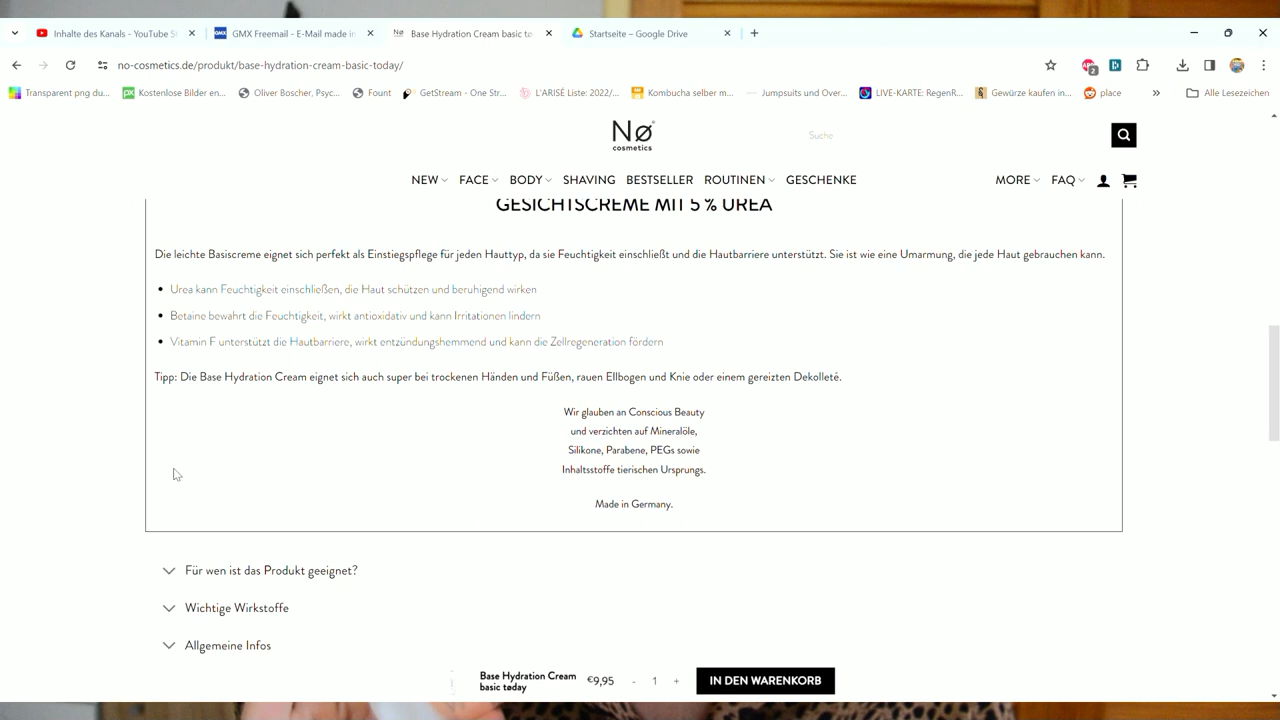 Inhalte des Kanals - YouTube S
GMX Freemail - E-Mail made in
Base Hydration Cream basic tø
Startseite – Google Drive
no-cosmetics.de/produkt/base-hydration-cream-basic-today/
2
Transparent png du...
Kostenlose Bilder en...
Oliver Boscher, Psyc...
Fount
GetStream - One Str...
L'ARISÉ Liste: 2022/...
Kombucha selber m...
Jumpsuits und Over...
LIVE-KARTE: RegenR...
Gewürze kaufen in...
place
Alle Lesezeichen
Nø
cosmetics
Suche
NEW FACE BODY SHAVING BESTSELLER ROUTINEN GESCHENKE MORE FAQ
GESICHTSCREME MIT 5 % UREA
Die leichte Basiscreme eignet sich perfekt als Einstiegspflege für jeden Hauttyp, da sie Feuchtigkeit einschließt und die Hautbarriere unterstützt. Sie ist wie eine Umarmung, die jede Haut gebrauchen kann.
Urea kann Feuchtigkeit einschließen, die Haut schützen und beruhigend wirken
Betaine bewahrt die Feuchtigkeit, wirkt antioxidativ und kann Irritationen lindern
Vitamin F unterstützt die Hautbarriere, wirkt entzündungshemmend und kann die Zellregeneration fördern
Tipp: Die Base Hydration Cream eignet sich auch super bei trockenen Händen und Füßen, rauen Ellbogen und Knie oder einem gereizten Dekolleté.
Wir glauben an Conscious Beauty
und verzichten auf Mineralöle,
Silikone, Parabene, PEGs sowie
Inhaltsstoffe tierischen Ursprungs.
Made in Germany.
Für wen ist das Produkt geeignet?
Wichtige Wirkstoffe
Allgemeine Infos
Base Hydration Cream
basic tøday
€9,95
- 1 +
IN DEN WARENKORB